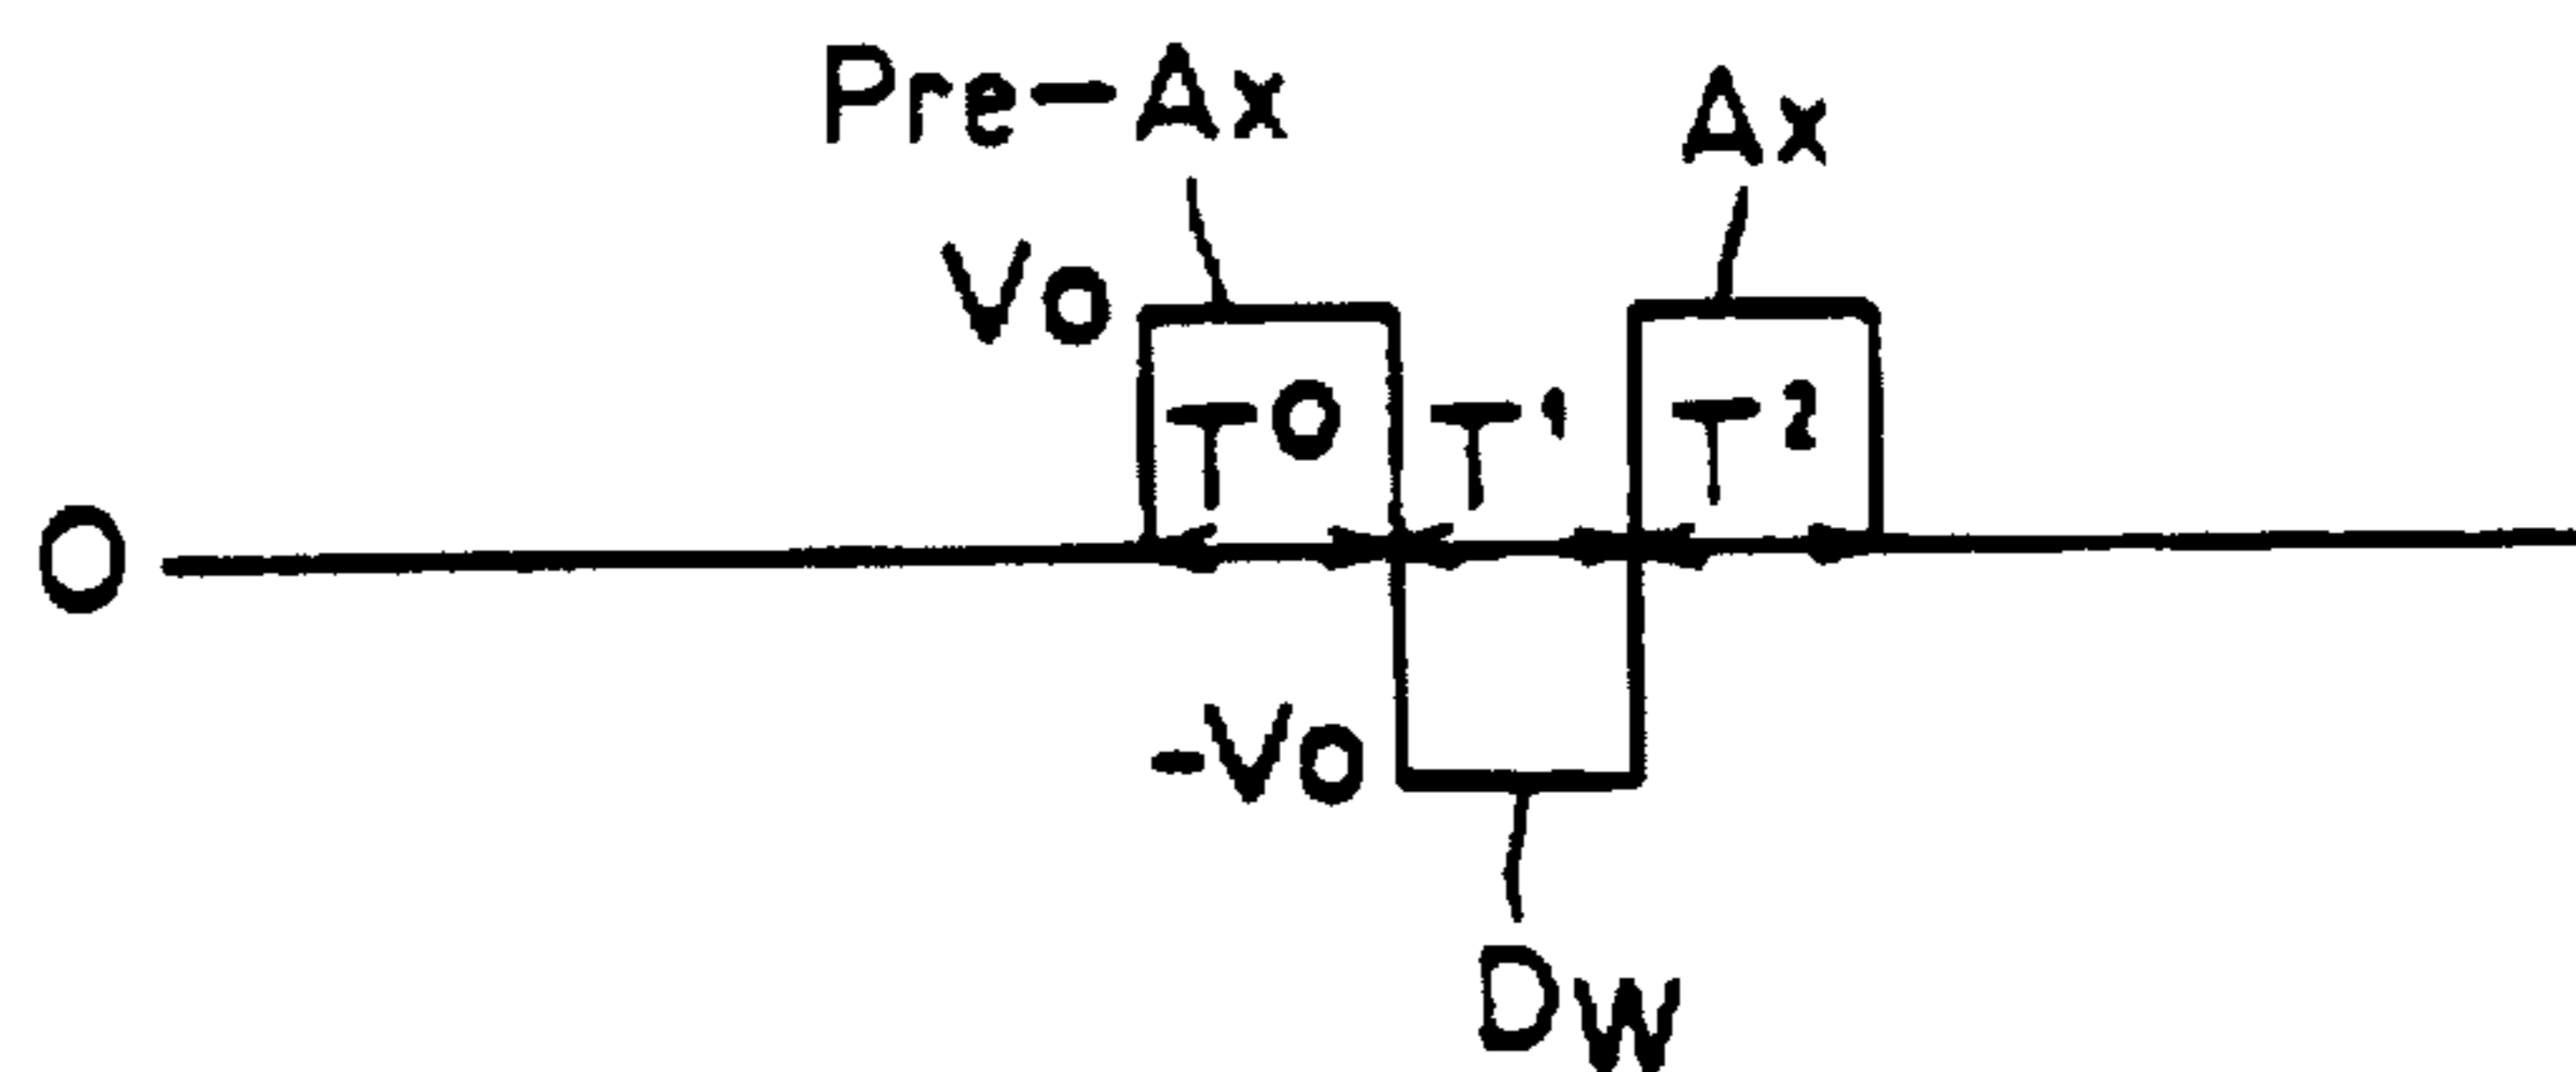 Pre-Ax
Ax
Vo
T⁰ T¹ T²
O
-Vo
Dw